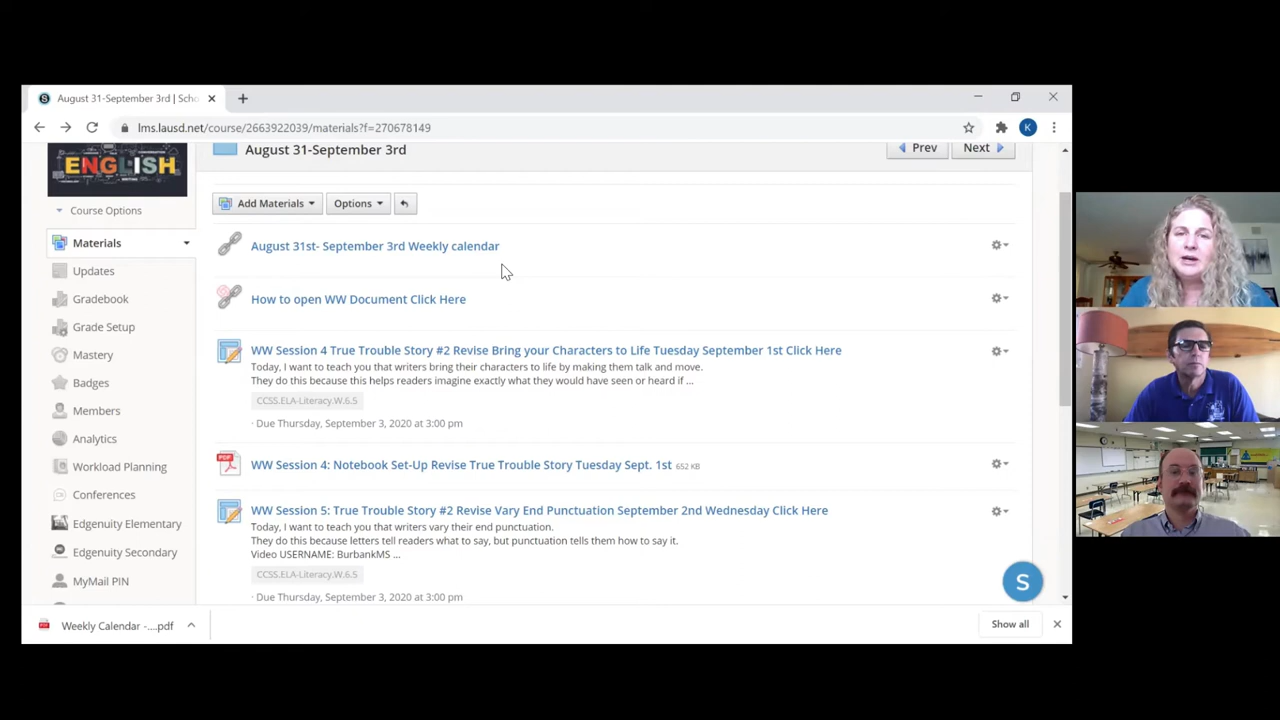 August 31-September 3rd | Scho
lms.lausd.net/course/2663922039/materials?f=270678149
K
ENGLISH
August 31-September 3rd
Prev
Next
Course Options
Add Materials
Options
Materials
August 31st- September 3rd Weekly calendar
Updates
Gradebook
How to open WW Document Click Here
Grade Setup
Mastery
WW Session 4 True Trouble Story #2 Revise Bring your Characters to Life Tuesday September 1st Click Here
Today, I want to teach you that writers bring their characters to life by making them talk and move.
They do this because this helps readers imagine exactly what they would have seen or heard if ...
Badges
CCSS.ELA-Literacy.W.6.5
Members
· Due Thursday, September 3, 2020 at 3:00 pm
Analytics
Workload Planning
PDF
WW Session 4: Notebook Set-Up Revise True Trouble Story Tuesday Sept. 1st 652 KB
Conferences
Edgenuity Elementary
WW Session 5: True Trouble Story #2 Revise Vary End Punctuation September 2nd Wednesday Click Here
Today, I want to teach you that writers vary their end punctuation.
They do this because letters tell readers what to say, but punctuation tells them how to say it.
Video USERNAME: BurbankMS ...
Edgenuity Secondary
CCSS.ELA-Literacy.W.6.5
MyMail PIN
· Due Thursday, September 3, 2020 at 3:00 pm
S
Weekly Calendar -....pdf
Show all